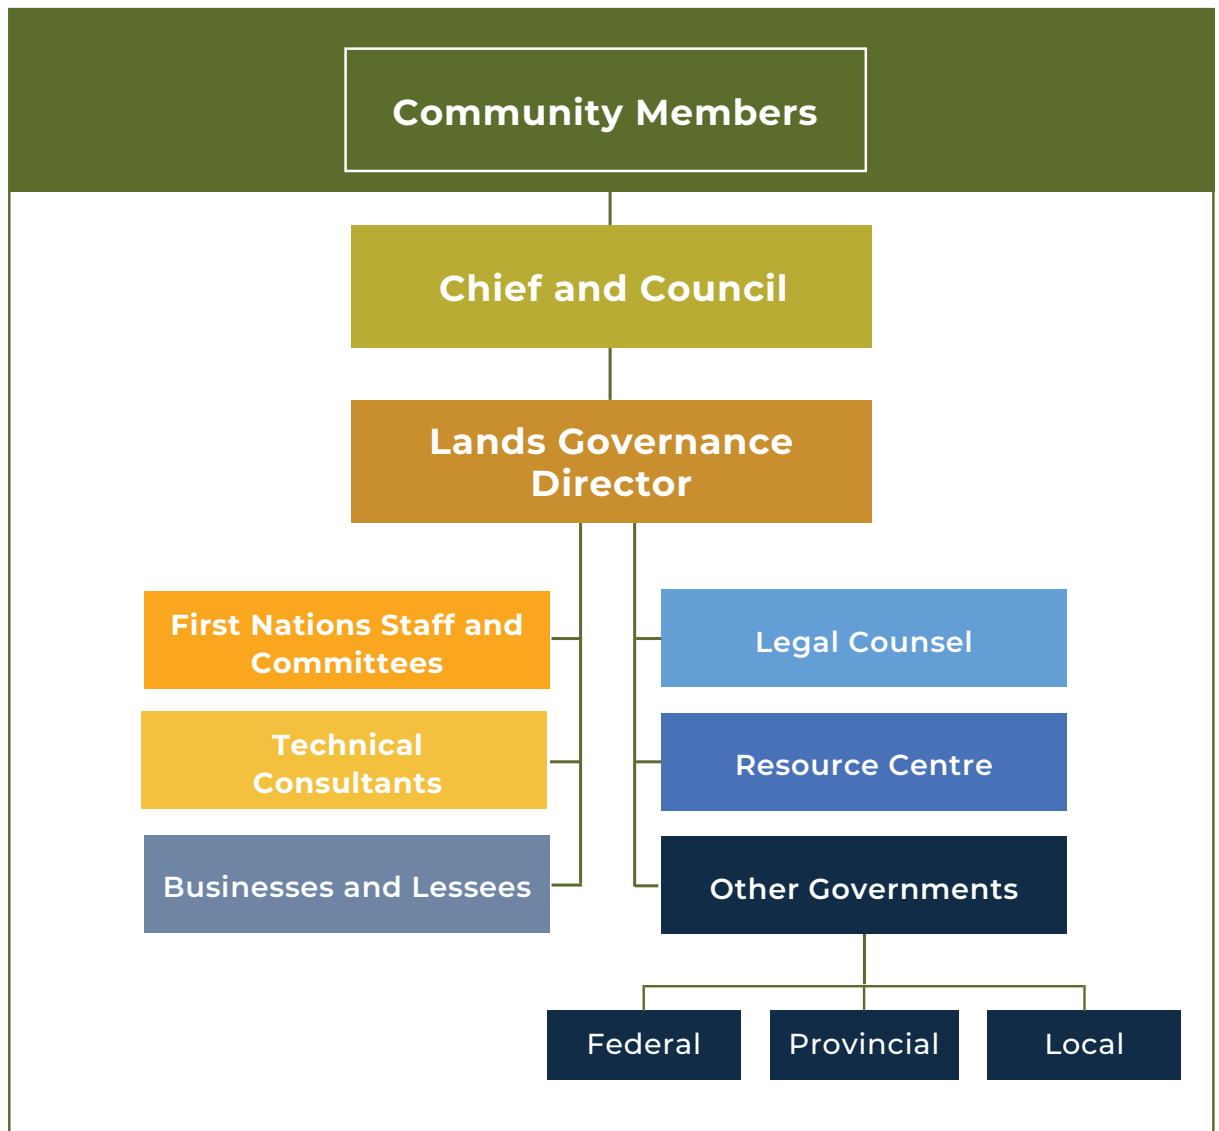 Community Members
Chief and Council
Lands Governance
Director
First Nations Staff and
Committees
Legal Counsel
Technical
Consultants
Resource Centre
Businesses and Lessees
Other Governments
Federal
Provincial
Local